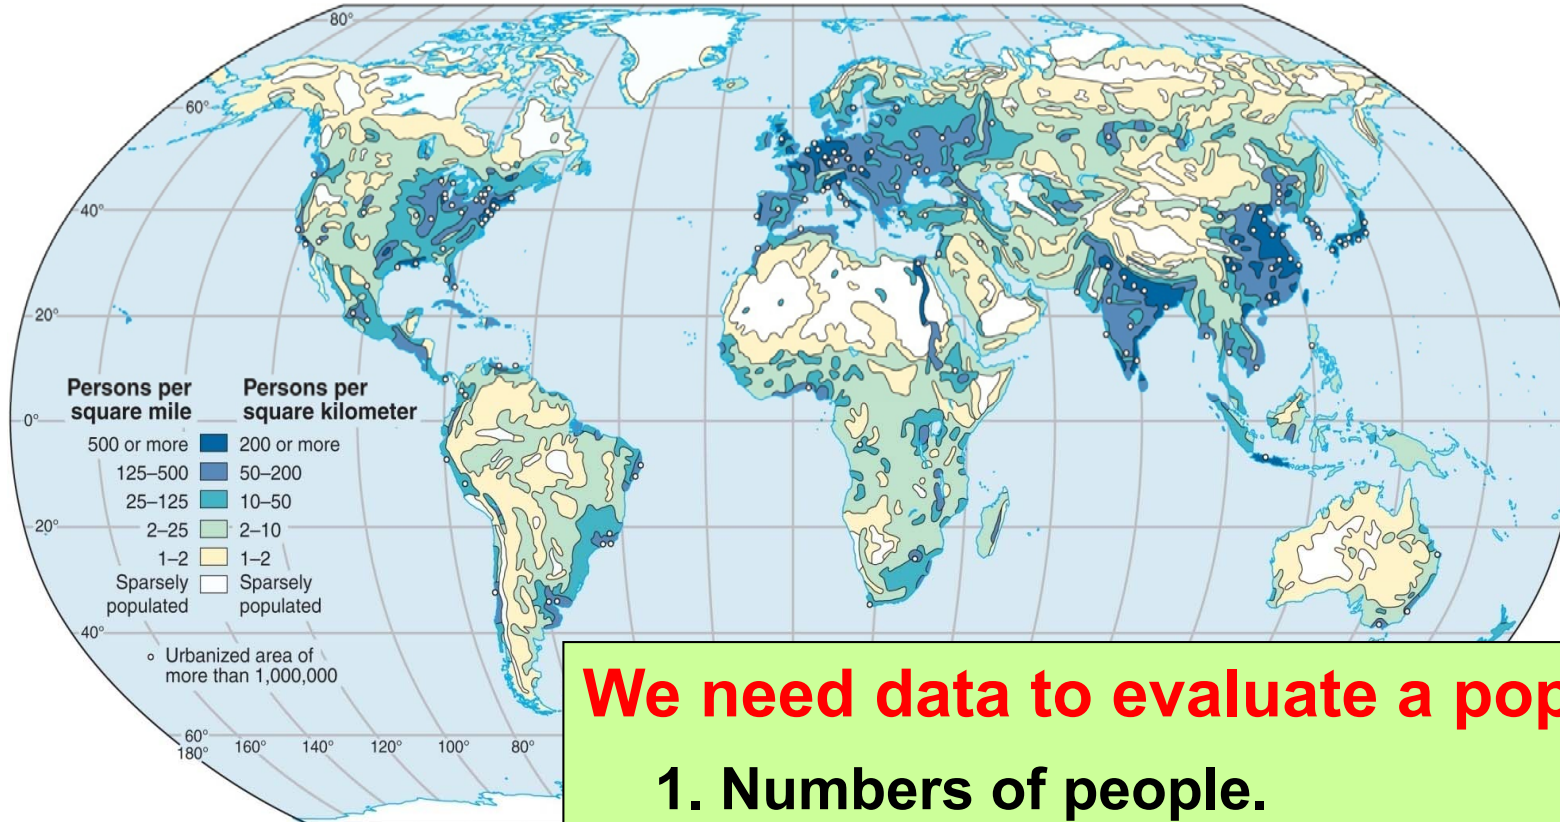 80°
60°
40°
20°
0°
20°
40°
60°
180° 160° 140° 120° 100° 80°
Persons per square mile
Persons per square kilometer
500 or more 200 or more
125–500 50–200
25–125 10–50
2–25 2–10
1–2 1–2
Sparsely populated Sparsely populated
Urbanized area of
more than 1,000,000
We need data to evaluate a pop
1. Numbers of people.